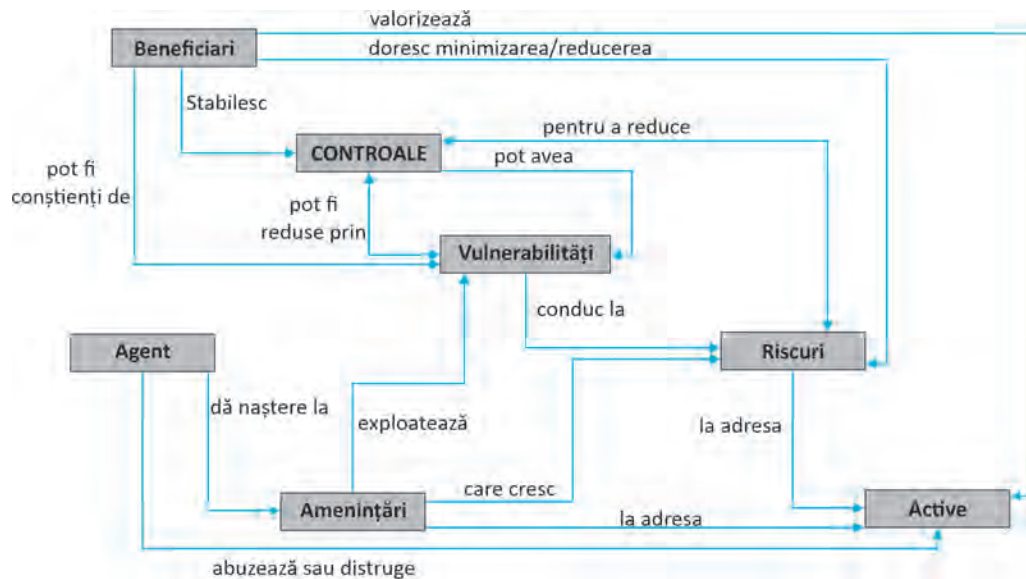 valorizează
Beneficiari
doresc minimizarea/reducerea
Stabilesc
pentru a reduce
CONTROALE
pot avea
pot fi
conștienți de
pot fi
reduse prin
Vulnerabilități
conduc la
Agent
Riscuri
dă naștere la
exploatează
la adresa
care cresc
Amenințări
Active
la adresa
abuzează sau distruge